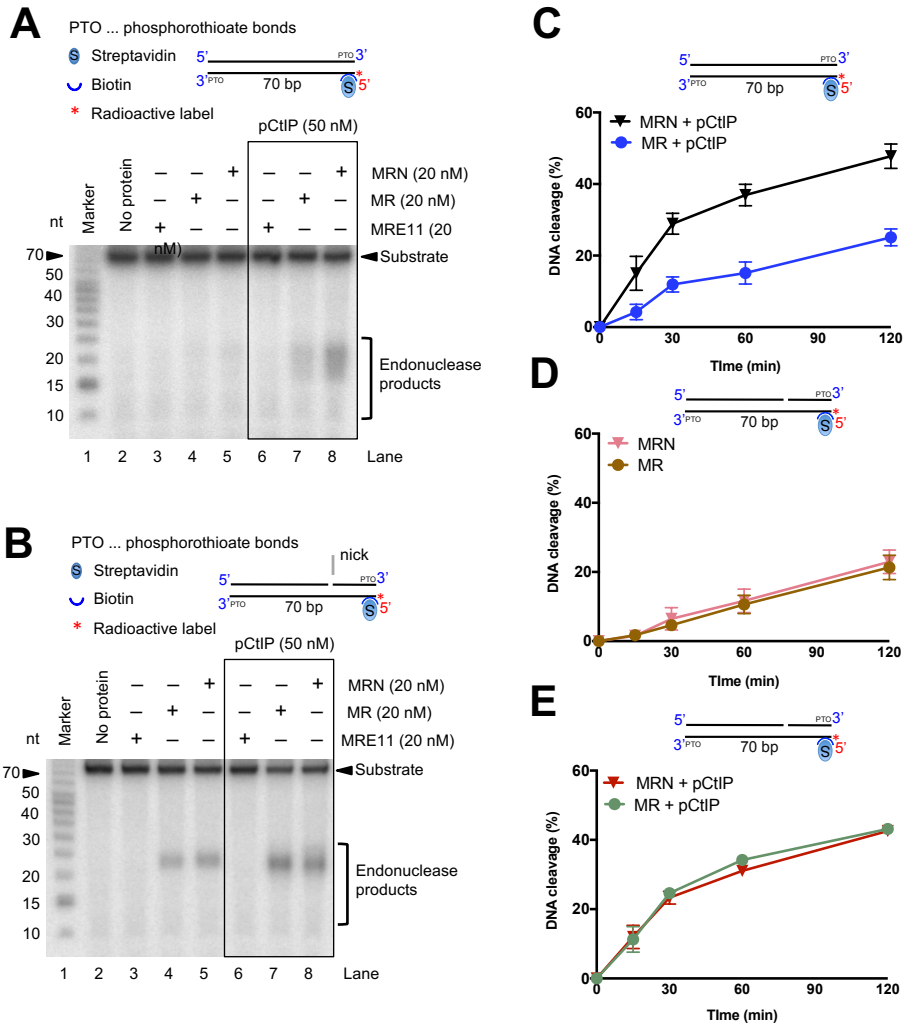 A
PTO ... phosphorothioate bonds
S Streptavidin
Biotin
* Radioactive label
5’ PTO 3’
3’ PTO 70 bp * 5’
S
pCtIP (50 nM)
– – + – – + MRN (20 nM)
– + – – + – MR (20 nM)
+ – – + – – MRE11 (20
nM)
nt Marker No protein
70 Substrate
50
40
30
20
15
10
Endonuclease
products
1 2 3 4 5 6 7 8 Lane
B
PTO ... phosphorothioate bonds
nick
S Streptavidin
Biotin
* Radioactive label
5’ PTO 3’
3’ PTO 70 bp * 5’
S
pCtIP (50 nM)
– – + – – + MRN (20 nM)
– + – – + – MR (20 nM)
+ – – + – – MRE11 (20 nM)
nt Marker No protein
70 Substrate
50
40
30
20
15
10
Endonuclease
products
1 2 3 4 5 6 7 8 Lane
C
5’ PTO 3’
3’ PTO 70 bp * 5’
S
MRN + pCtIP
MR + pCtIP
DNA cleavage (%)
60
40
20
0
0 30 60 90 120
TIme (min)
D
5’ PTO 3’
3’ PTO 70 bp * 5’
S
MRN
MR
DNA cleavage (%)
60
40
20
0
0 30 60 90 120
TIme (min)
E
5’ PTO 3’
3’ PTO 70 bp * 5’
S
MRN + pCtIP
MR + pCtIP
DNA cleavage (%)
60
40
20
0
0 30 60 90 120
TIme (min)